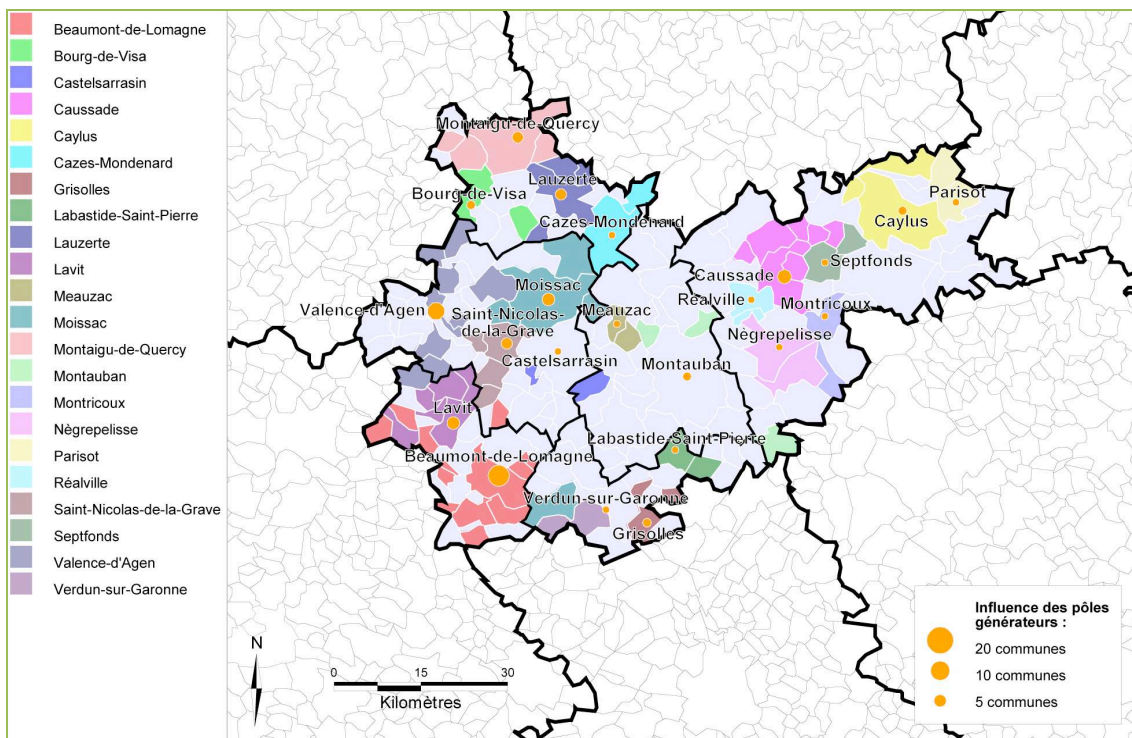 Beaumont-de-Lomagne
Bourg-de-Visa
Castelsarrasin
Caussade
Caylus
Cazes-Mondenard
Grisolles
Labastide-Saint-Pierre
Lauzerte
Lavit
Meauzac
Moissac
Montaigu-de-Quercy
Montauban
Montricoux
Nègrepelisse
Parisot
Réalville
Saint-Nicolas-de-la-Grave
Septfonds
Valence-d'Agen
Verdun-sur-Garonne
Montaigu-de-Quercy
Lauzerte
Bourg-de-Visa
Parisot
Cazes-Mondenard
Caylus
Septfonds
Caussade
Moissac
Réalville
Montricoux
Valence-d'Agen
Saint-Nicolas-
de-la-Grave
Meauzac
Nègrepelisse
Castelsarrasin
Montauban
Lavit
Labastide-Saint-Pierre
Beaumont-de-Lomagne
Verdun-sur-Garonne
Grisolles
N
0 15 30
Kilomètres
Influence des pôles
générateurs :
20 communes
10 communes
5 communes